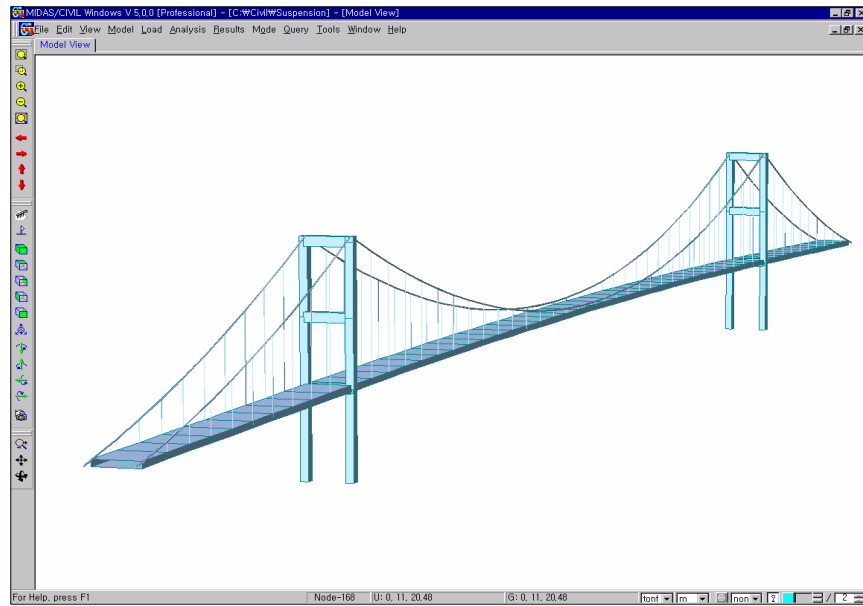 MIDAS/CIVIL Windows V 5,0,0 [Professional] - [C:₩Civil₩Suspension] - [Model View]
File Edit View Model Load Analysis Results Mode Query Tools Window Help
Model View
For Help, press F1 Node-168 U: 0, 11, 20,48 G: 0, 11, 20,48 tonf m non ? / 2